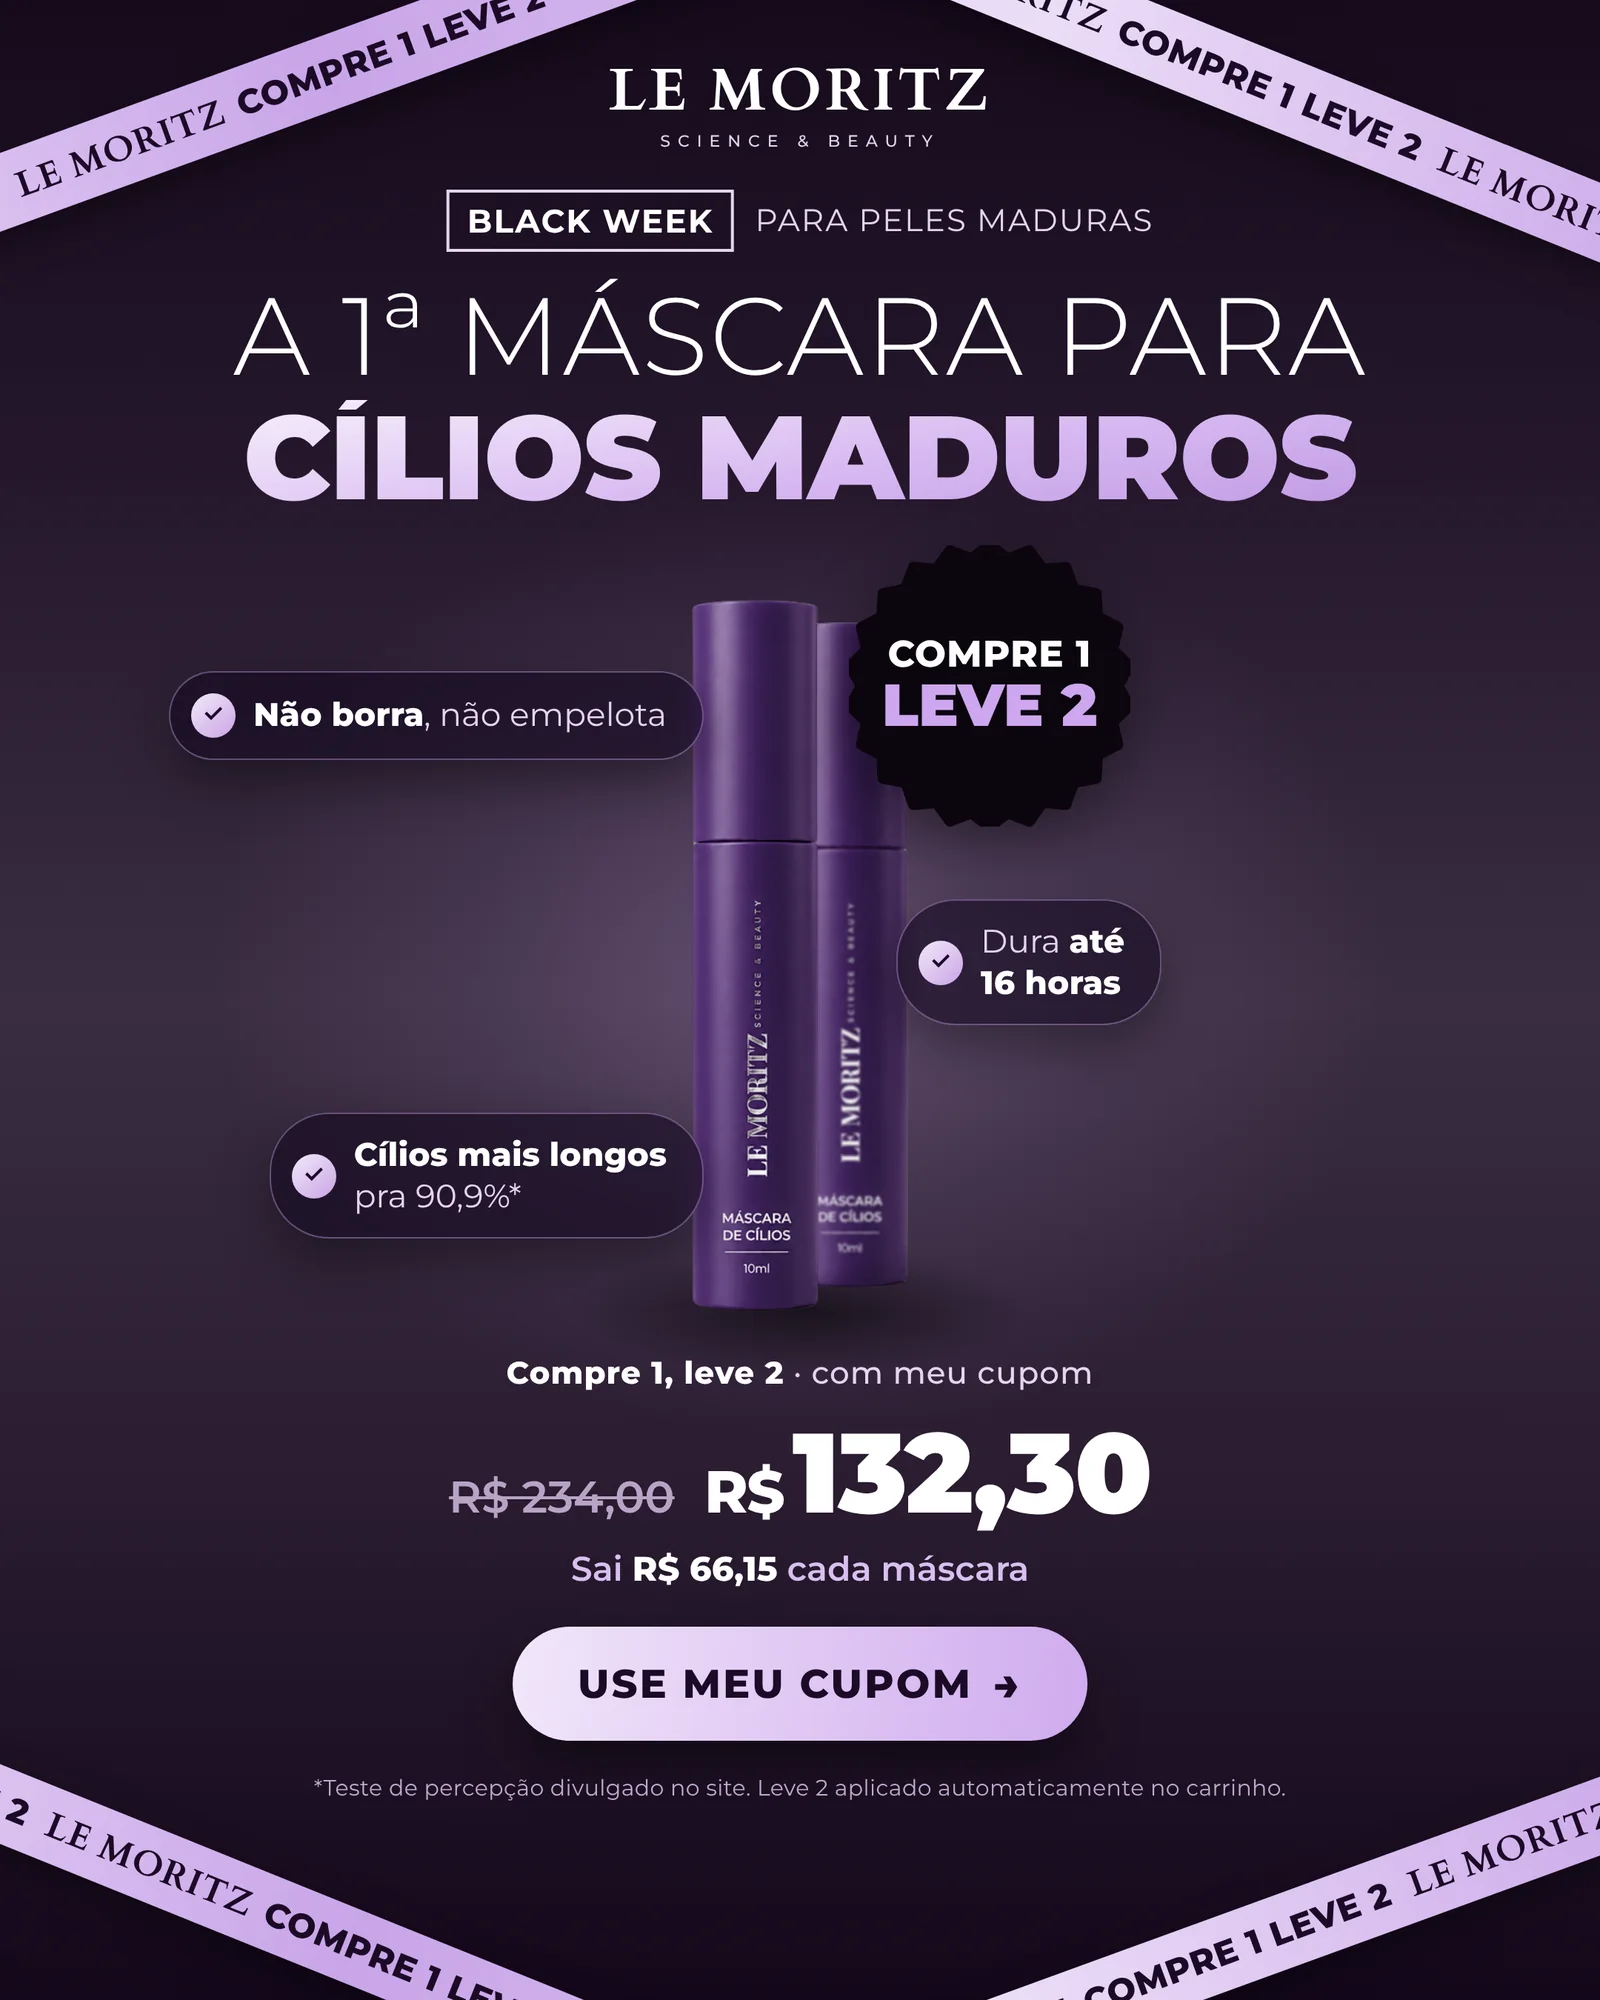 LE MORITZ COMPRE 1 LEVE 2
COMPRE 1 LEVE 2 LE MORITZ
LE MORITZ
SCIENCE & BEAUTY
BLACK WEEK PARA PELES MADURAS
A 1ª MÁSCARA PARA
CÍLIOS MADUROS
COMPRE 1
LEVE 2
Não borra, não empelota
Dura até
16 horas
Cílios mais longos
pra 90,9%*
LE MORITZ SCIENCE & BEAUTY
MÁSCARA
DE CÍLIOS
10ml
LE MORITZ SCIENCE & BEAUTY
MÁSCARA
DE CÍLIOS
10ml
Compre 1, leve 2 · com meu cupom
R$ 234,00 R$ 132,30
Sai R$ 66,15 cada máscara
USE MEU CUPOM →
*Teste de percepção divulgado no site. Leve 2 aplicado automaticamente no carrinho.
2 LE MORITZ COMPRE 1
COMPRE 1 LEVE 2 LE MORITZ